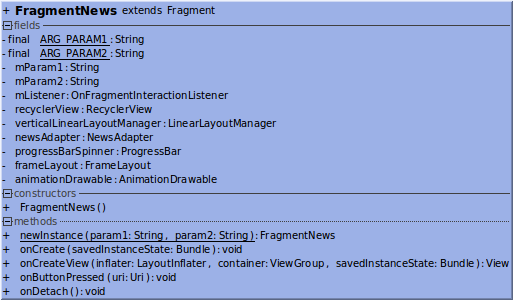 + FragmentNews extends Fragment
fields
- final ARG_PARAM1:String
- final ARG_PARAM2:String
- mParam1:String
- mParam2:String
- mListener:OnFragmentInteractionListener
- recyclerView:RecyclerView
- verticalLinearLayoutManager:LinearLayoutManager
- newsAdapter:NewsAdapter
- progressBarSpinner:ProgressBar
- frameLayout:FrameLayout
- animationDrawable:AnimationDrawable
constructors
+ FragmentNews()
methods
+ newInstance(param1:String, param2:String):FragmentNews
+ onCreate(savedInstanceState:Bundle):void
+ onCreateView(inflater:LayoutInflater, container:ViewGroup, savedInstanceState:Bundle):View
+ onButtonPressed(uri:Uri):void
+ onDetach():void